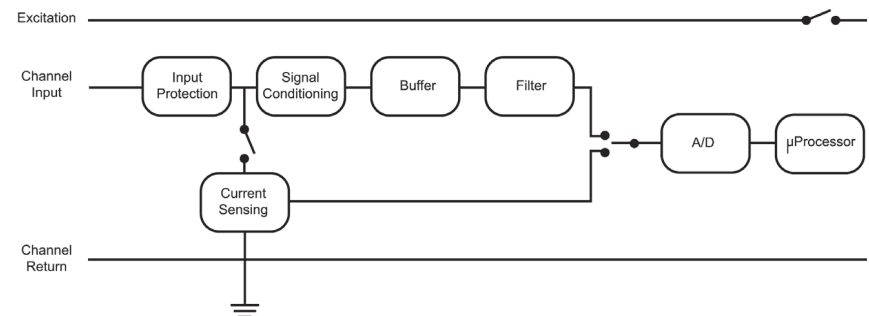 Excitation
Channel
Input
Input
Protection
Signal
Conditioning
Buffer
Filter
A/D
µProcessor
Current
Sensing
Channel
Return